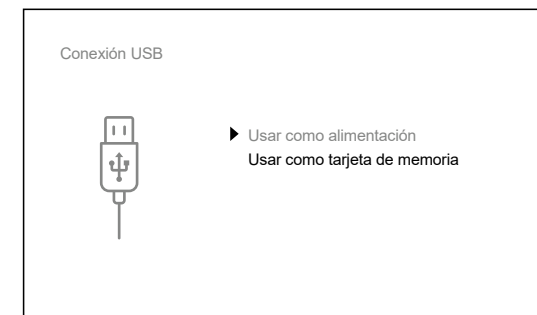 Conexión USB
Usar como alimentación
Usar como tarjeta de memoria